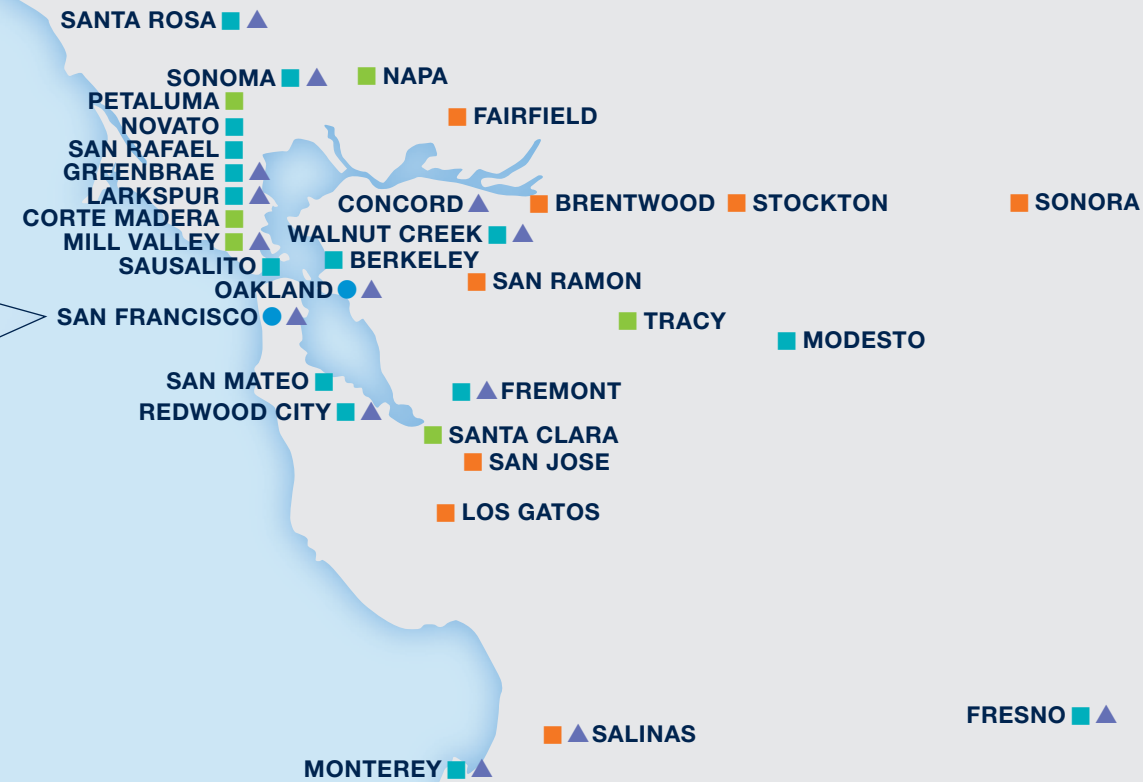 SANTA ROSA
SONOMA
NAPA
PETALUMA
FAIRFIELD
NOVATO
SAN RAFAEL
GREENBRAE
LARKSPUR
CONCORD
BRENTWOOD
STOCKTON
SONORA
CORTE MADERA
WALNUT CREEK
MILL VALLEY
BERKELEY
SAUSALITO
SAN RAMON
OAKLAND
SAN FRANCISCO
TRACY
MODESTO
SAN MATEO
FREMONT
REDWOOD CITY
SANTA CLARA
SAN JOSE
LOS GATOS
FRESNO
SALINAS
MONTEREY